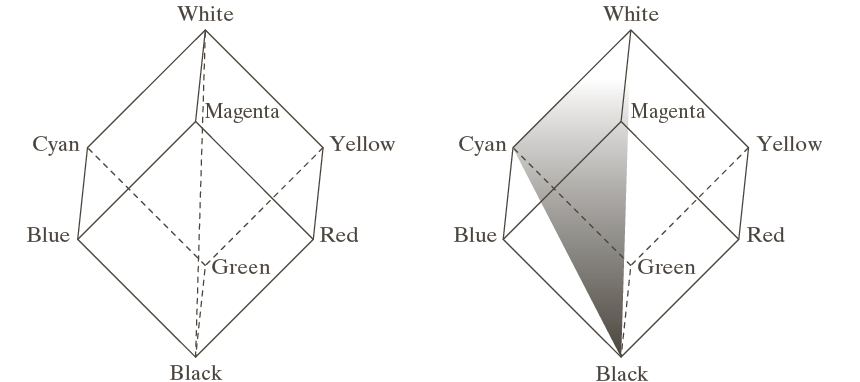 White
Magenta
Cyan
Yellow
Blue
Red
Green
Black
White
Magenta
Cyan
Yellow
Blue
Red
Green
Black